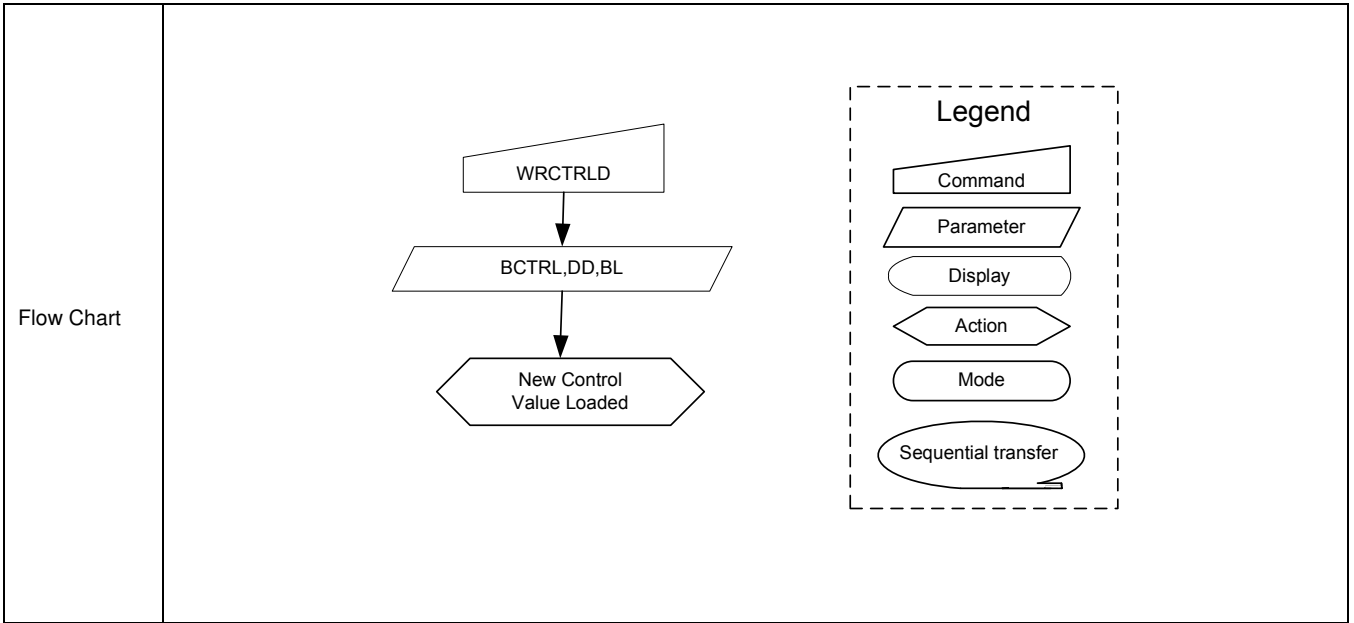 Flow Chart
WRCTRLD
BCTRL,DD,BL
New Control
Value Loaded
Legend
Command
Parameter
Display
Action
Mode
Sequential transfer